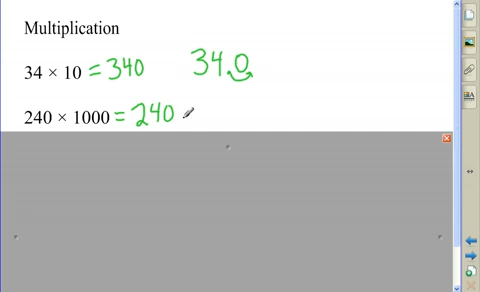 Multiplication
34 × 10 = 340 34.0
240 × 1000 = 240